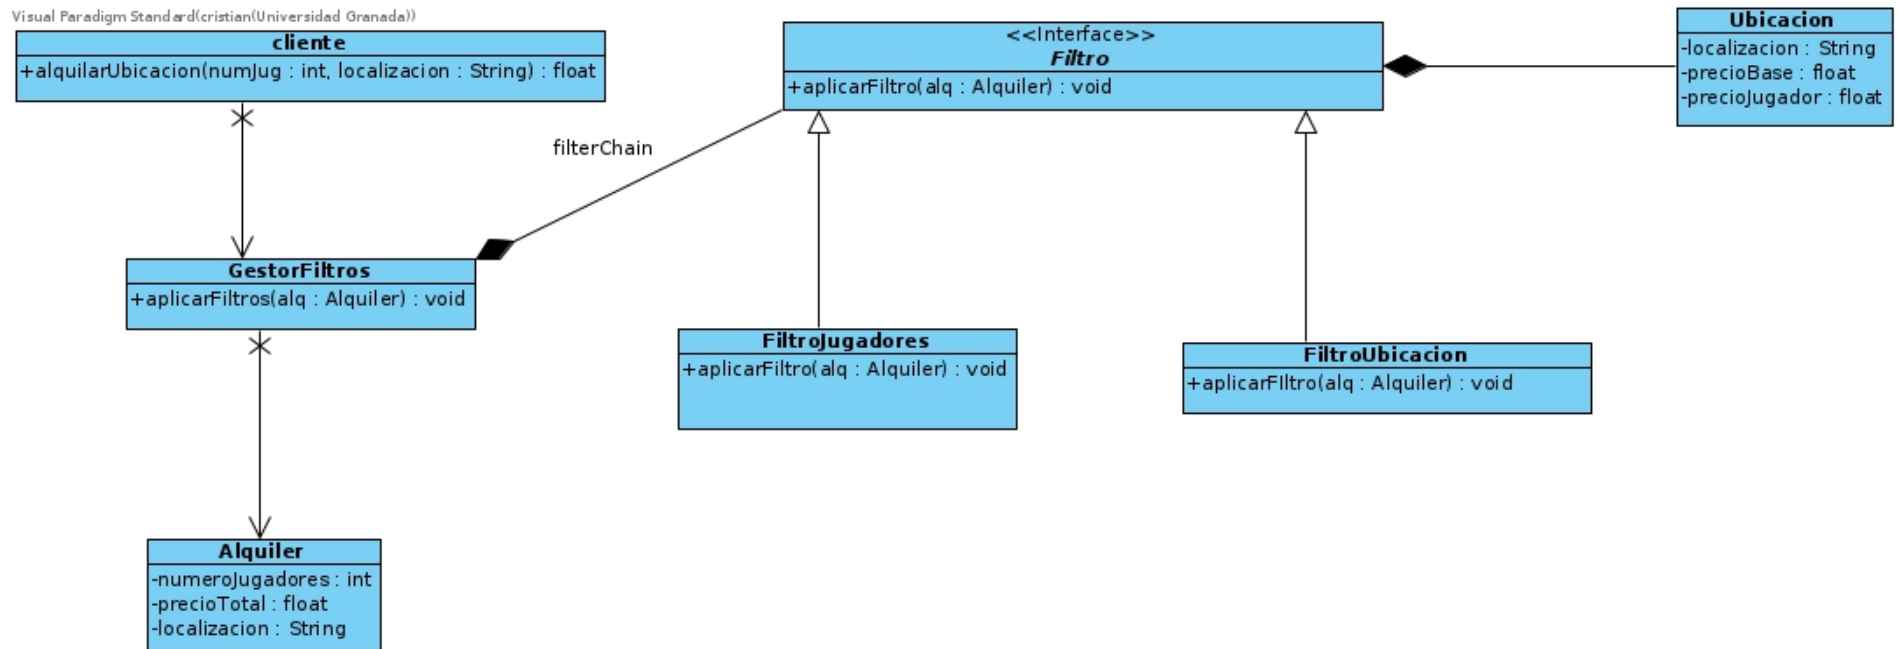 Visual Paradigm Standard(cristian(Universidad Granada))
cliente
+alquilarUbicacion(numJug : int, localizacion : String) : float
<<Interface>>
Filtro
+aplicarFiltro(alq : Alquiler) : void
Ubicacion
-localizacion : String
-precioBase : float
-precioJugador : float
filterChain
GestorFiltros
+aplicarFiltros(alq : Alquiler) : void
FiltroJugadores
+aplicarFiltro(alq : Alquiler) : void
FiltroUbicacion
+aplicarFIltro(alq : Alquiler) : void
Alquiler
-numeroJugadores : int
-precioTotal : float
-localizacion : String